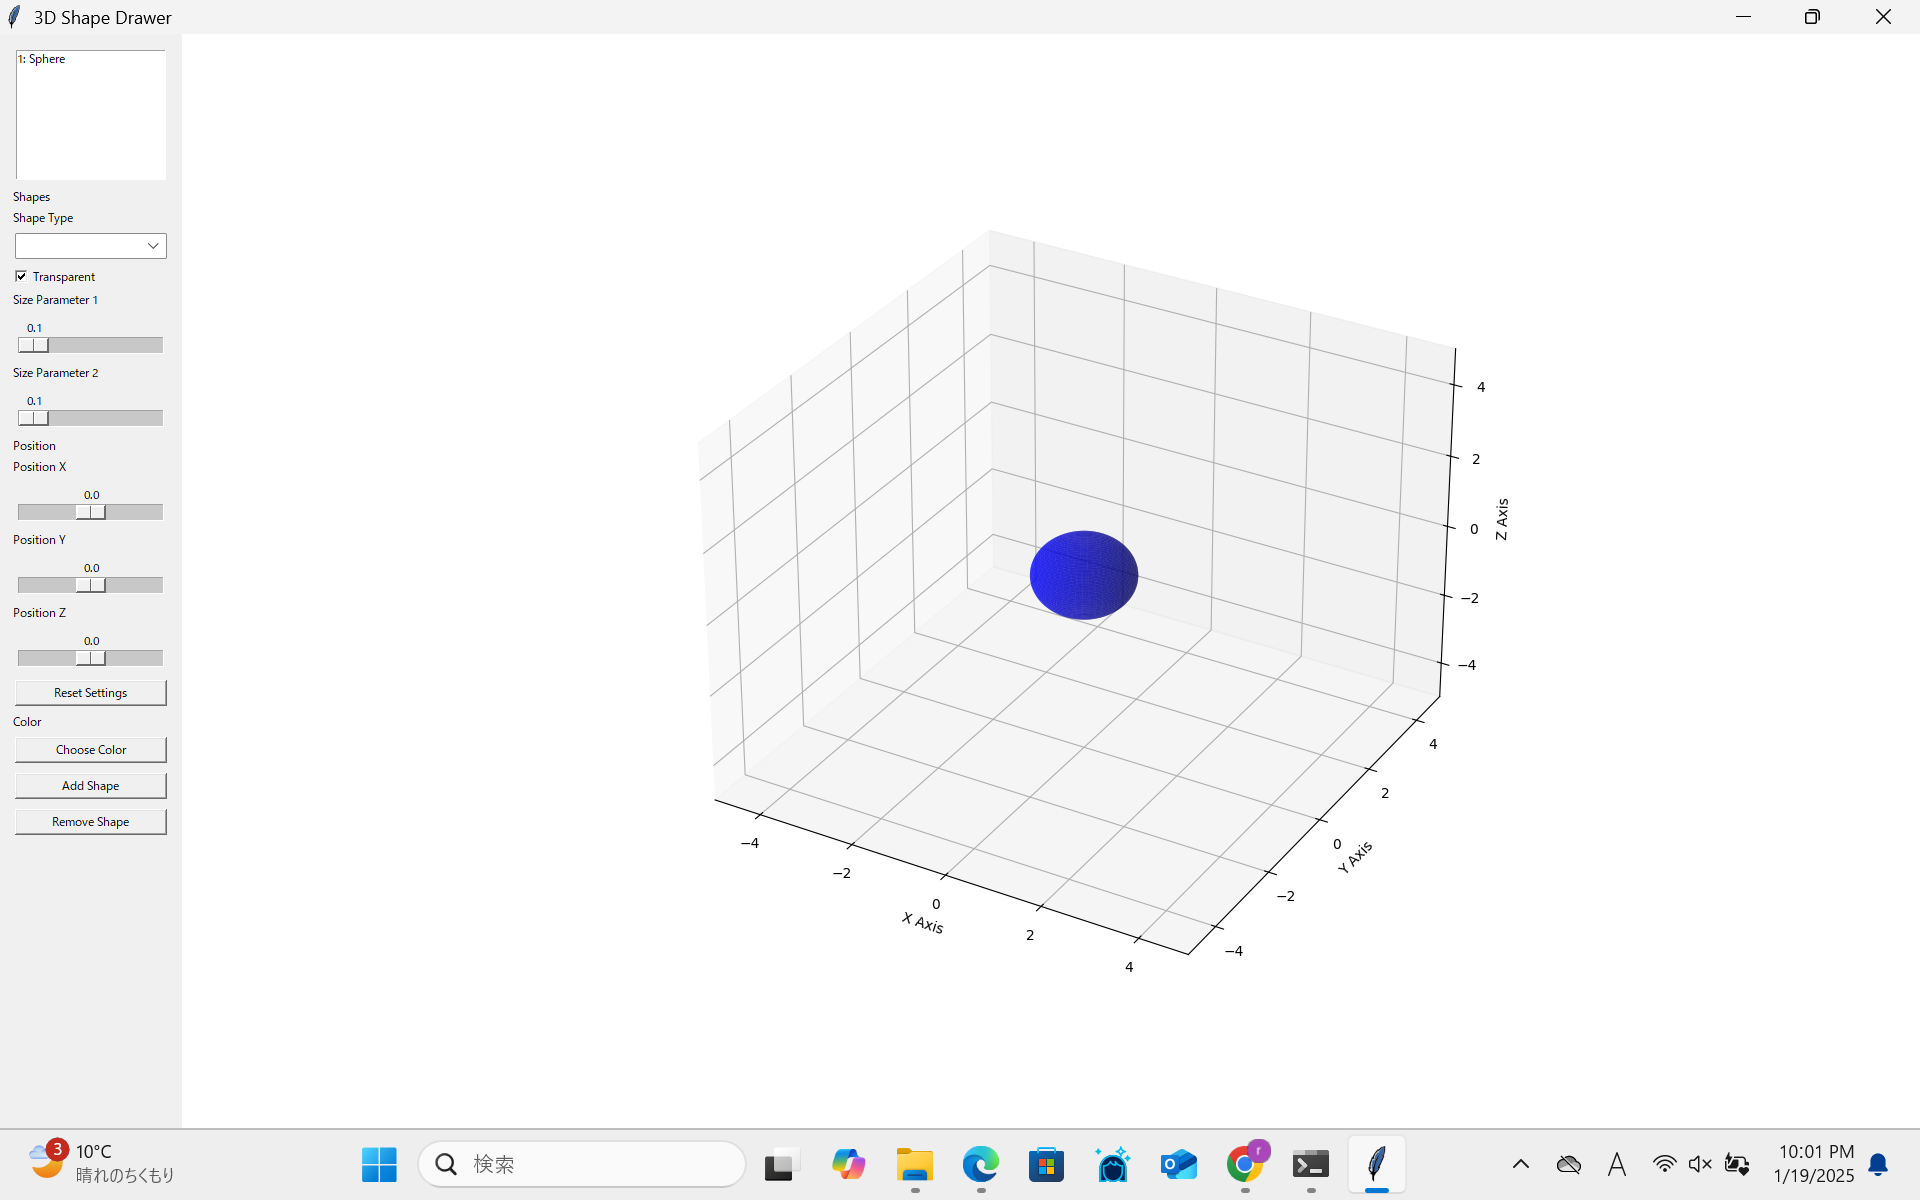 3D Shape Drawer
1: Sphere
Shapes
Shape Type
Transparent
Size Parameter 1
0.1
Size Parameter 2
0.1
Position
Position X
0.0
Position Y
0.0
Position Z
0.0
Reset Settings
Color
Choose Color
Add Shape
Remove Shape
4
2
0
−2
−4
Z Axis
4
2
0
−2
−4
Y Axis
−4
−2
0
2
4
X Axis
3
10°C
晴れのちくもり
検索
r
A
10:01 PM
1/19/2025